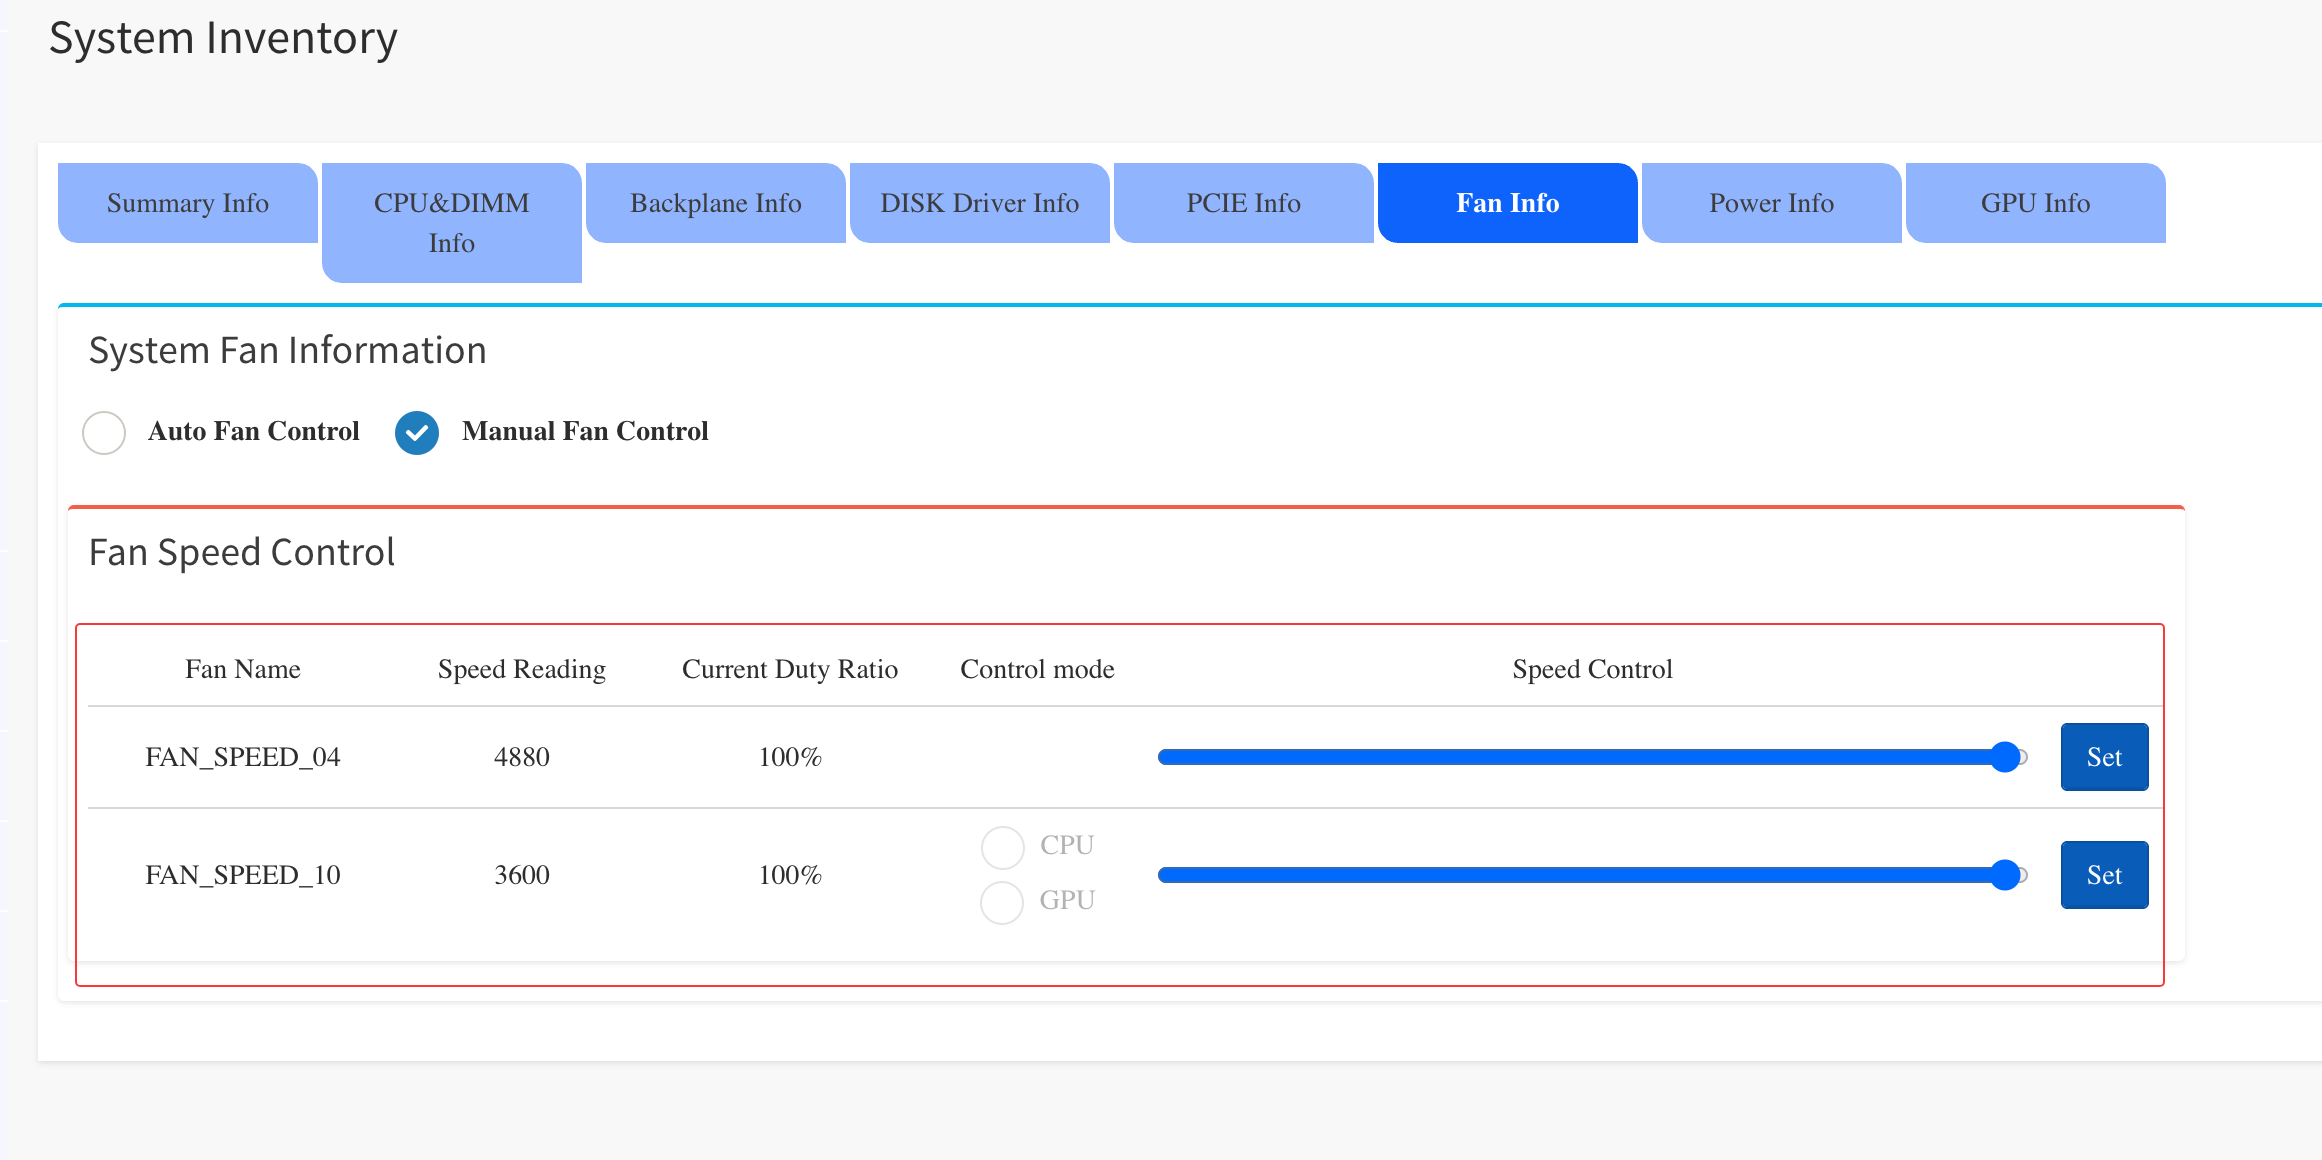 System Inventory
Summary Info
CPU&DIMM
Info
Backplane Info
DISK Driver Info
PCIE Info
Fan Info
Power Info
GPU Info
System Fan Information
Auto Fan Control
Manual Fan Control
Fan Speed Control
Fan Name Speed Reading Current Duty Ratio Control mode Speed Control
FAN_SPEED_04 4880 100% Set
FAN_SPEED_10 3600 100% CPU
GPU
Set